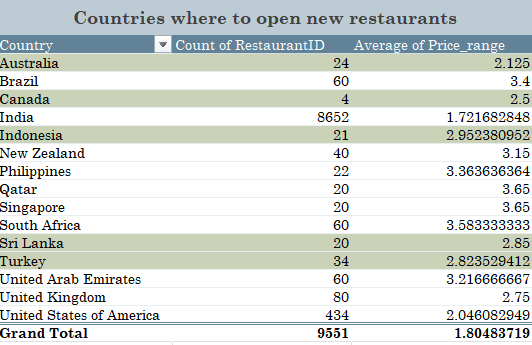 Countries where to open new restaurants
Country Count of RestaurantID Average of Price_range
Australia 24 2.125
Brazil 60 3.4
Canada 4 2.5
India 8652 1.721682848
Indonesia 21 2.952380952
New Zealand 40 3.15
Philippines 22 3.363636364
Qatar 20 3.65
Singapore 20 3.65
South Africa 60 3.583333333
Sri Lanka 20 2.85
Turkey 34 2.823529412
United Arab Emirates 60 3.216666667
United Kingdom 80 2.75
United States of America 434 2.046082949
Grand Total 9551 1.80483719